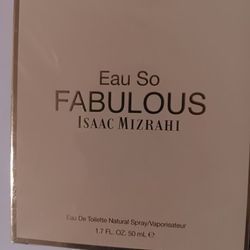 Eau So
FABULOUS
ISAAC MIZRAHI
Eau De Toilette Natural Spray/Vaporisateur
1.7 FL. OZ. 50 mL ℮